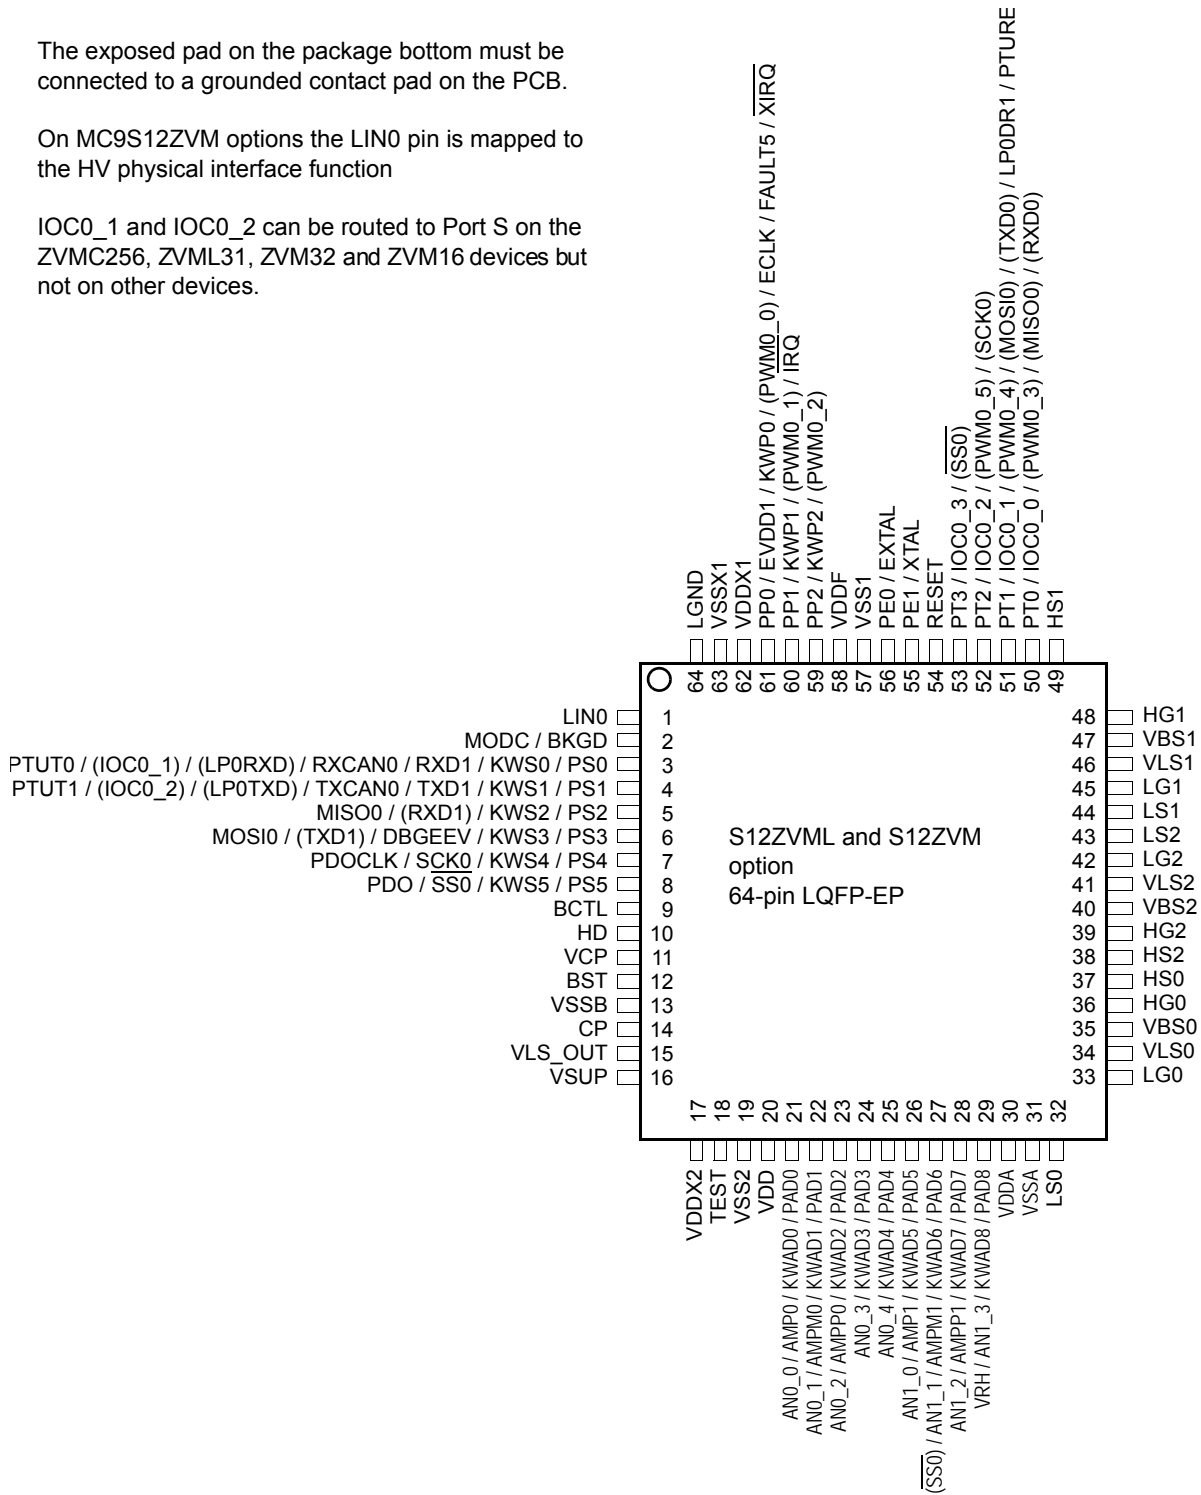 The exposed pad on the package bottom must be
connected to a grounded contact pad on the PCB.
On MC9S12ZVM options the LIN0 pin is mapped to
the HV physical interface function
IOC0_1 and IOC0_2 can be routed to Port S on the
ZVMC256, ZVML31, ZVM32 and ZVM16 devices but
not on other devices.
LGND
VSSX1
VDDX1
PP0 / EVDD1 / KWP0 / (PWM0_0) / ECLK / FAULT5 / XIRQ
PP1 / KWP1 / (PWM0_1) / IRQ
PP2 / KWP2 / (PWM0_2)
VDDF
VSS1
PE0 / EXTAL
PE1 / XTAL
RESET
PT3 / IOC0_3 / (SS0)
PT2 / IOC0_2 / (PWM0_5) / (SCK0)
PT1 / IOC0_1 / (PWM0_4) / (MOSI0) / (TXD0) / LP0DR1 / PTURE
PT0 / IOC0_0 / (PWM0_3) / (MISO0) / (RXD0)
HS1
64
63
62
61
60
59
58
57
56
55
54
53
52
51
50
49
LIN0 1
MODC / BKGD 2
PTUT0 / (IOC0_1) / (LP0RXD) / RXCAN0 / RXD1 / KWS0 / PS0 3
PTUT1 / (IOC0_2) / (LP0TXD) / TXCAN0 / TXD1 / KWS1 / PS1 4
MISO0 / (RXD1) / KWS2 / PS2 5
MOSI0 / (TXD1) / DBGEEV / KWS3 / PS3 6
PDOCLK / SCK0 / KWS4 / PS4 7
PDO / SS0 / KWS5 / PS5 8
BCTL 9
HD 10
VCP 11
BST 12
VSSB 13
CP 14
VLS_OUT 15
VSUP 16
S12ZVML and S12ZVM
option
64-pin LQFP-EP
48 HG1
47 VBS1
46 VLS1
45 LG1
44 LS1
43 LS2
42 LG2
41 VLS2
40 VBS2
39 HG2
38 HS2
37 HS0
36 HG0
35 VBS0
34 VLS0
33 LG0
17
18
19
20
21
22
23
24
25
26
27
28
29
30
31
32
VDDX2
TEST
VSS2
VDD
AN0_0 / AMP0 / KWAD0 / PAD0
AN0_1 / AMPM0 / KWAD1 / PAD1
AN0_2 / AMPP0 / KWAD2 / PAD2
AN0_3 / KWAD3 / PAD3
AN0_4 / KWAD4 / PAD4
AN1_0 / AMP1 / KWAD5 / PAD5
(SS0) / AN1_1 / AMPM1 / KWAD6 / PAD6
AN1_2 / AMPP1 / KWAD7 / PAD7
VRH / AN1_3 / KWAD8 / PAD8
VDDA
VSSA
LS0